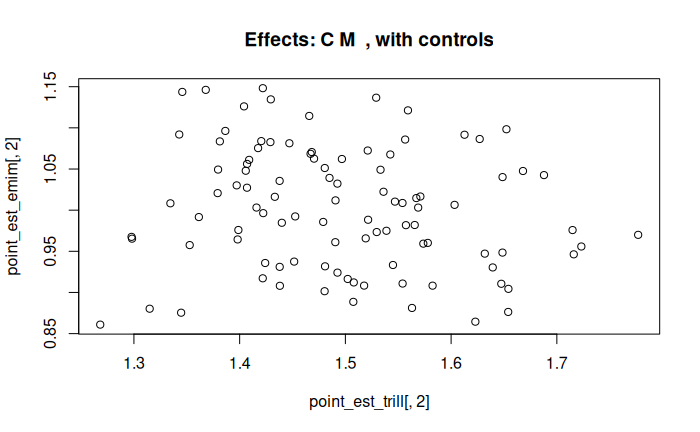 Effects: C M  , with controls
point_est_emim[, 2]
1.15
1.05
0.95
0.85
1.3 1.4 1.5 1.6 1.7
point_est_trill[, 2]